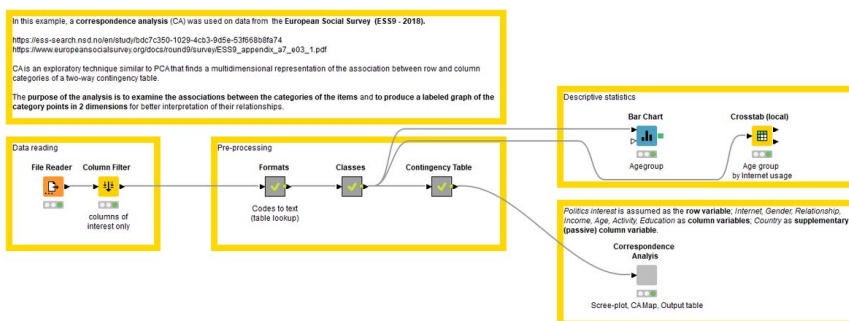 In this example, a correspondence analysis (CA) was used on data from the European Social Survey (ESS9 - 2018).
https://ess-search.nsd.no/en/study/bdc7c350-1029-4cb3-9d5e-53f668b8fa74
https://www.europeansocialsurvey.org/docs/round9/survey/ESS9_appendix_a7_e03_1.pdf
CA is an exploratory technique similar to PCA that finds a multidimensional representation of the association between row and column
categories of a two-way contingency table.
The purpose of the analysis is to examine the associations between the categories of the items and to produce a labeled graph of the
category points in 2 dimensions for better interpretation of their relationships.
Data reading
File Reader
Column Filter
columns of
interest only
Pre-processing
Formats
Classes
Contingency Table
Codes to text
(table lookup)
Descriptive statistics
Bar Chart
Crosstab (local)
Agegroup
Age group
by Internet usage
Politics interest is assumed as the row variable; Internet, Gender, Relationship,
Income, Age, Activity, Education as column variables; Country as supplementary
(passive) column variable.
Correspondence
Analyis
Scree-plot, CA Map, Output table